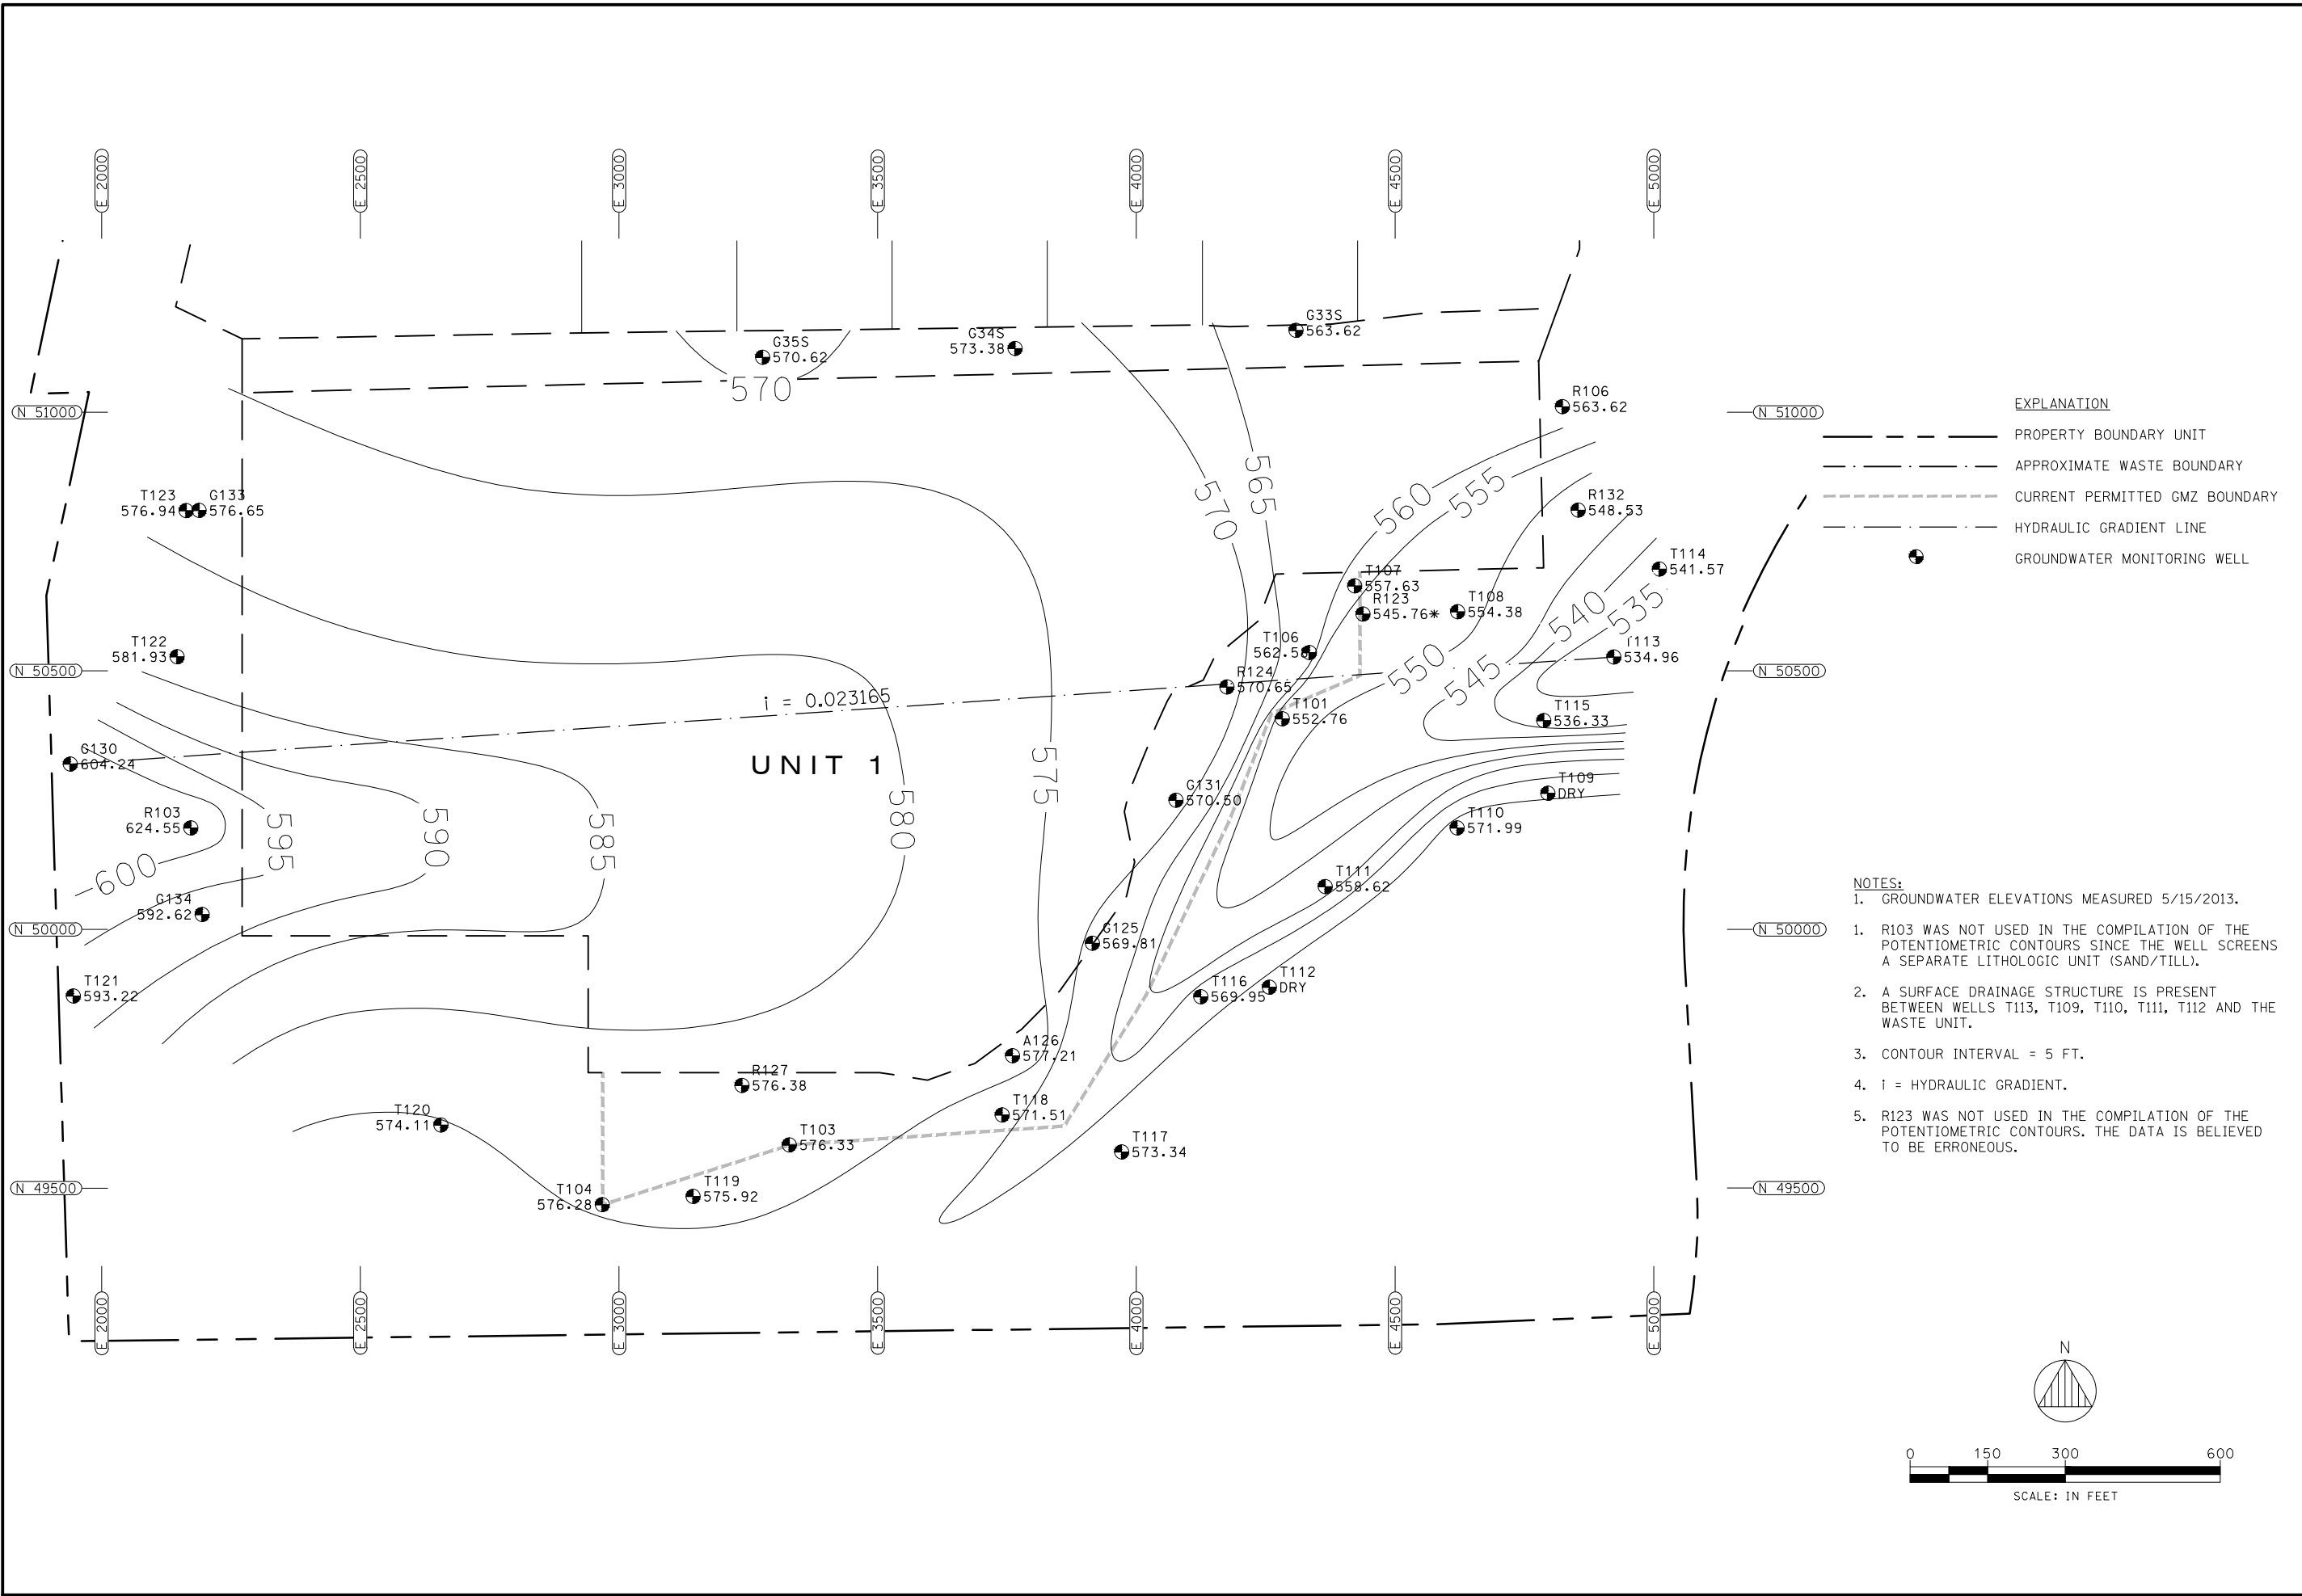 E 2000
E 2500
E 3000
E 3500
E 4000
E 4500
E 5000
G33S
563.62
G34S
573.38
G35S
570.62
570
R106
563.62
N 51000
N 51000
EXPLANATION
PROPERTY BOUNDARY UNIT
APPROXIMATE WASTE BOUNDARY
CURRENT PERMITTED GMZ BOUNDARY
HYDRAULIC GRADIENT LINE
GROUNDWATER MONITORING WELL
565
570
560
555
T123
576.94
G133
576.65
R132
548.53
T114
541.57
T107
557.63
R123
545.76*
T108
554.38
540
535
T122
581.93
T106
562.58
T113
534.96
N 50500
N 50500
R124
570.65
550
545
i = 0.023165
T101
552.76
T115
536.33
G130
604.24
UNIT 1
575
G131
570.50
T109
DRY
R103
624.55
595
590
585
580
T110
571.99
600
T111
558.62
G134
592.62
N 50000
N 50000
G125
569.81
T121
593.22
T116
569.95
T112
DRY
A126
577.21
R127
576.38
T120
574.11
T118
571.51
T103
576.33
T117
573.34
N 49500
N 49500
T104
576.28
T119
575.92
NOTES:
1. GROUNDWATER ELEVATIONS MEASURED 5/15/2013.
1. R103 WAS NOT USED IN THE COMPILATION OF THE
POTENTIOMETRIC CONTOURS SINCE THE WELL SCREENS
A SEPARATE LITHOLOGIC UNIT (SAND/TILL).
2. A SURFACE DRAINAGE STRUCTURE IS PRESENT
BETWEEN WELLS T113, T109, T110, T111, T112 AND THE
WASTE UNIT.
3. CONTOUR INTERVAL = 5 FT.
4. i = HYDRAULIC GRADIENT.
5. R123 WAS NOT USED IN THE COMPILATION OF THE
POTENTIOMETRIC CONTOURS. THE DATA IS BELIEVED
TO BE ERRONEOUS.
E 2000
E 2500
E 3000
E 3500
E 4000
E 4500
E 5000
N
0 150 300 600
SCALE: IN FEET